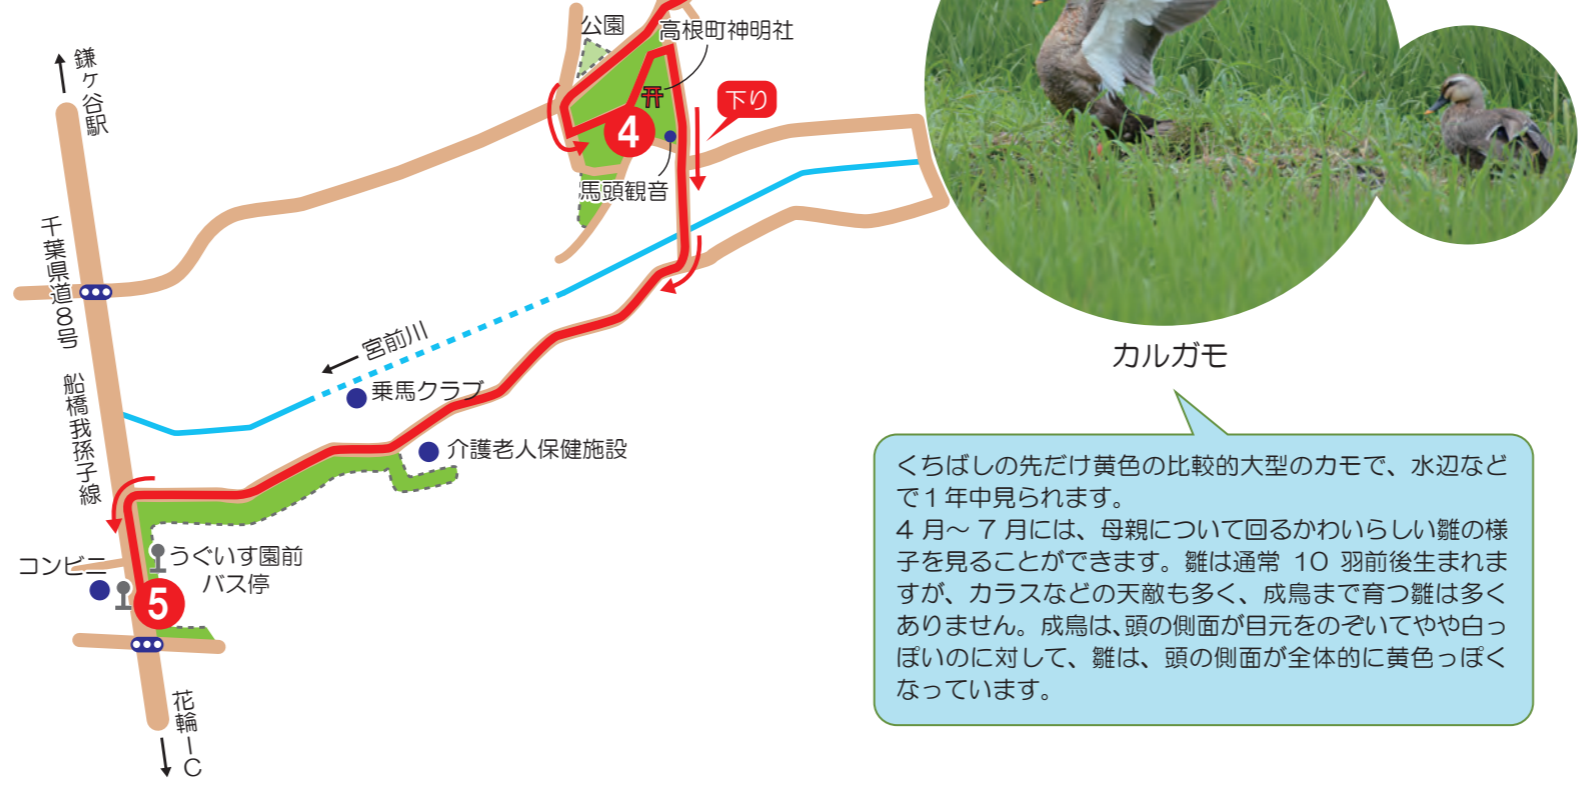 公園
高根町神明社
鎌ヶ谷駅
下り
4
馬頭観音
千葉県道8号 船橋我孫子線
宮前川
乗馬クラブ
介護老人保健施設
コンビニ
うぐいす園前
バス停
5
花輪IC
カルガモ
くちばしの先だけ黄色の比較的大型のカモで、水辺など
で1年中見られます。
4月～7月には、母親について回るかわいらしい雛の様
子を見ることができます。雛は通常 10 羽前後生まれま
すが、カラスなどの天敵も多く、成鳥まで育つ雛は多く
ありません。成鳥は、頭の側面が目元をのぞいてやや白っ
ぽいのに対して、雛は、頭の側面が全体的に黄色っぽく
なっています。